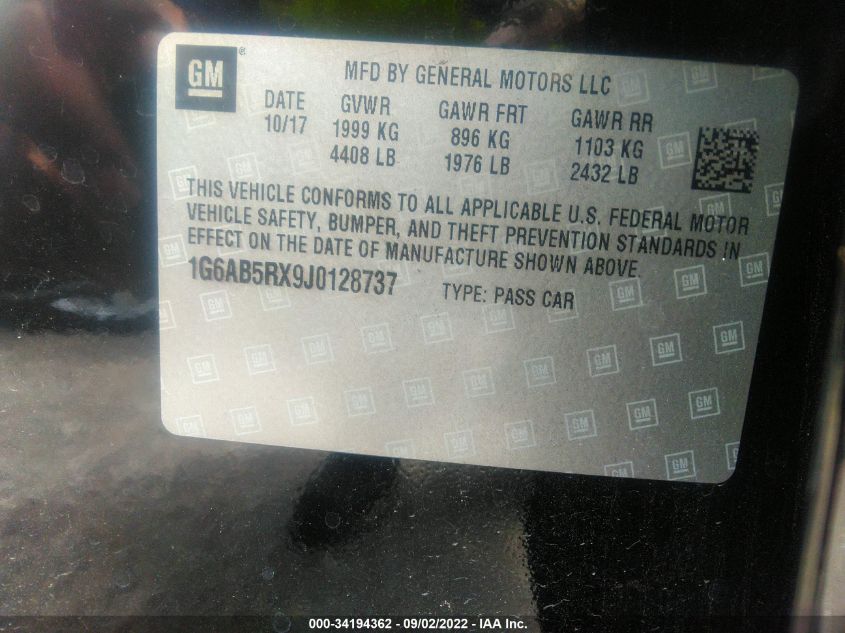 GM ®
MFD BY GENERAL MOTORS LLC
DATE GVWR GAWR FRT GAWR RR
10/17 1999 KG 896 KG 1103 KG
4408 LB 1976 LB 2432 LB
THIS VEHICLE CONFORMS TO ALL APPLICABLE U.S. FEDERAL MOTOR
VEHICLE SAFETY, BUMPER, AND THEFT PREVENTION STANDARDS IN
EFFECT ON THE DATE OF MANUFACTURE SHOWN ABOVE.
1G6AB5RX9J0128737 TYPE: PASS CAR
000-34194362 - 09/02/2022 - IAA Inc.